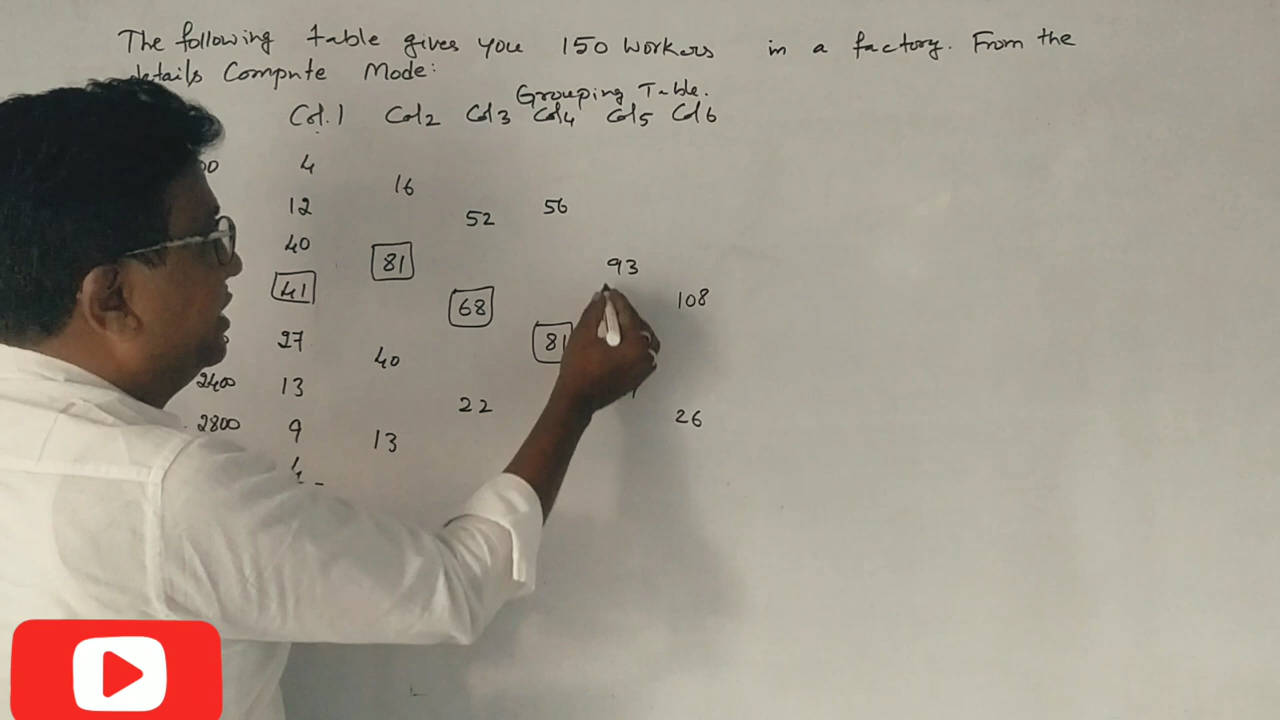 The following table gives you 150 workers in a factory. From the
details Compute Mode:
Grouping Table.
Col.1 Col2 Col3 Col4 Col5 Col6
4
16
12 52 56
40 81 93
41 68 108
27 40 81
2400 13 22
2800 9 13 26
4